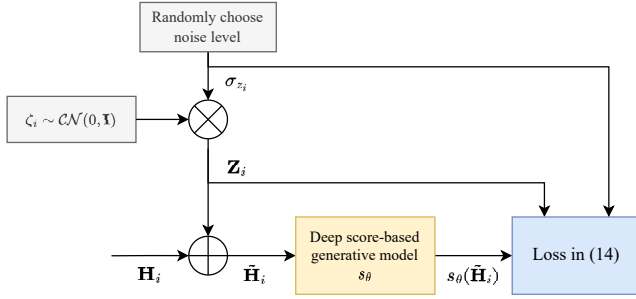 Randomly choose
noise level
σ_{z_i}
ζ_i ∼ 𝒞𝒩(0, 𝐈)
𝐙_i
Deep score-based
generative model
s_θ
Loss in (14)
𝐇_i
𝐇̃_i
s_θ(𝐇̃_i)